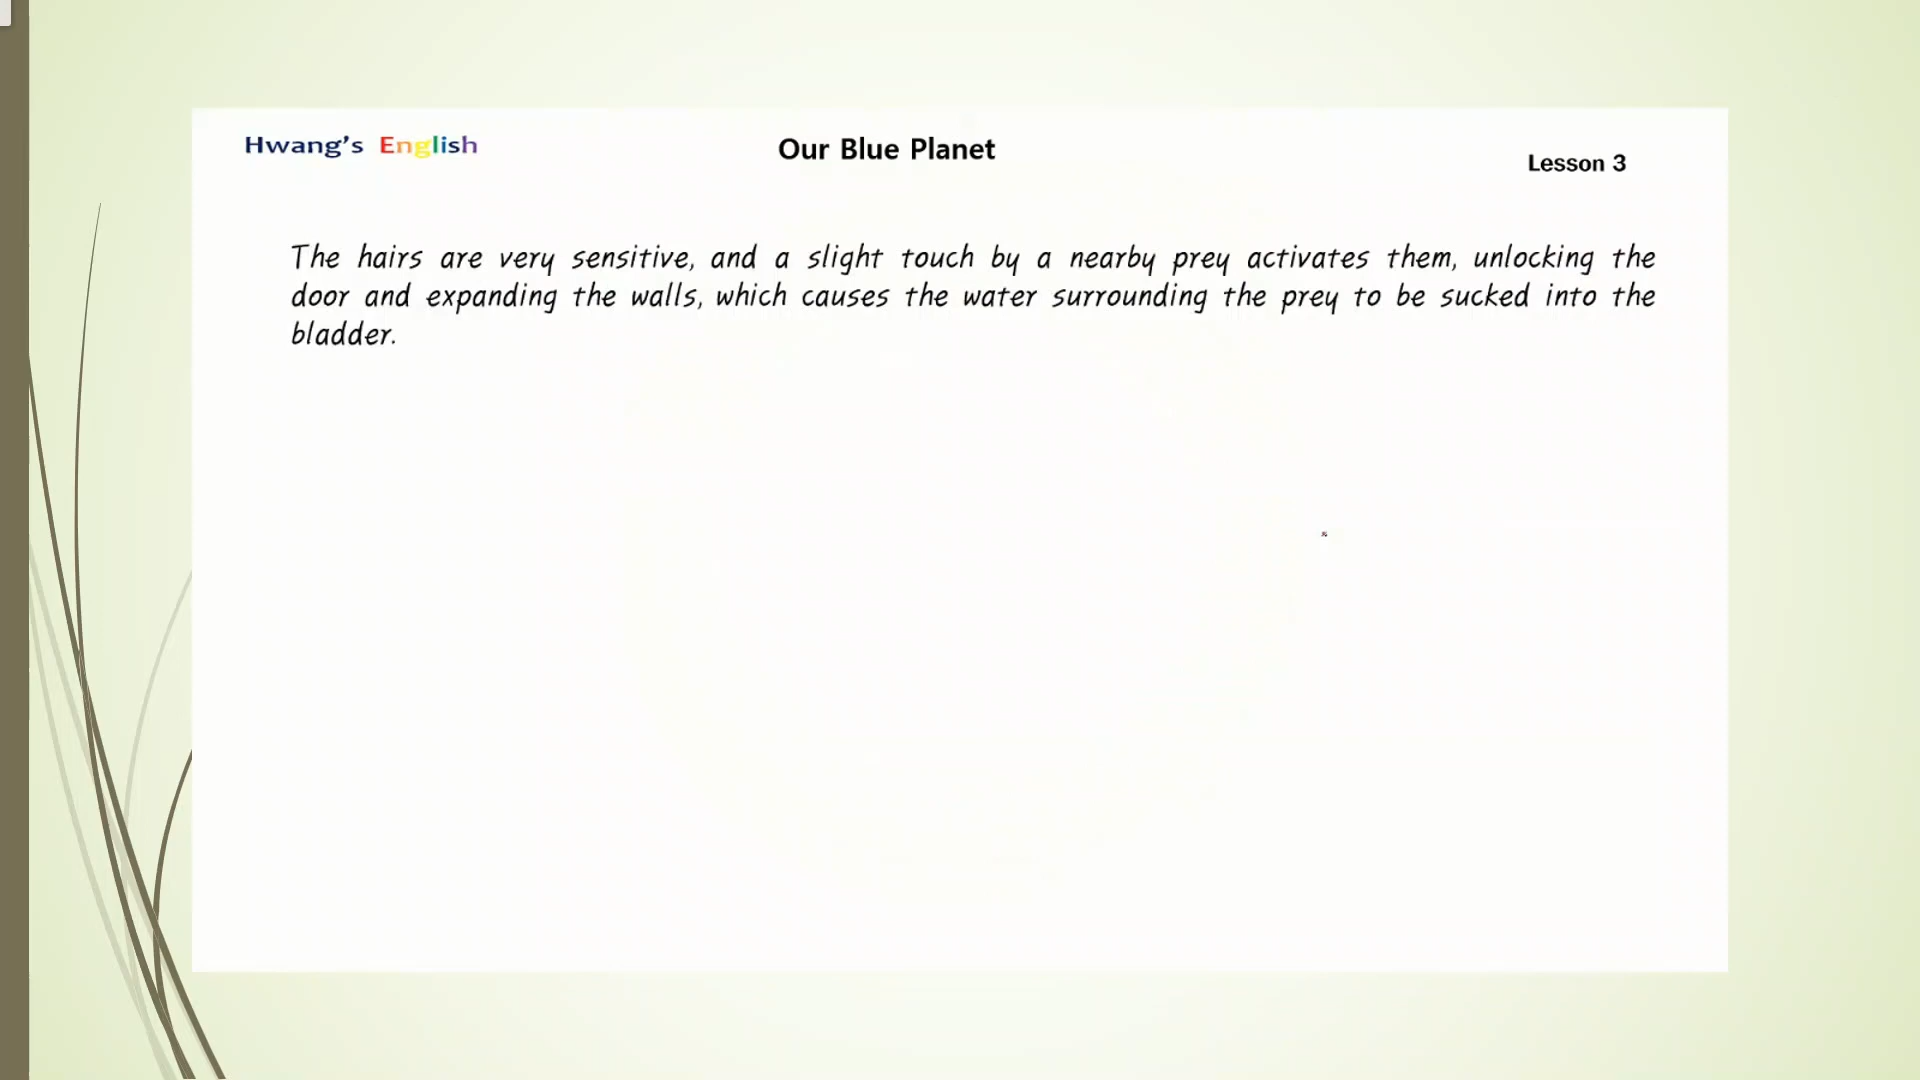 Hwang's English
Our Blue Planet
Lesson 3
The hairs are very sensitive, and a slight touch by a nearby prey activates them, unlocking the
door and expanding the walls, which causes the water surrounding the prey to be sucked into the
bladder.